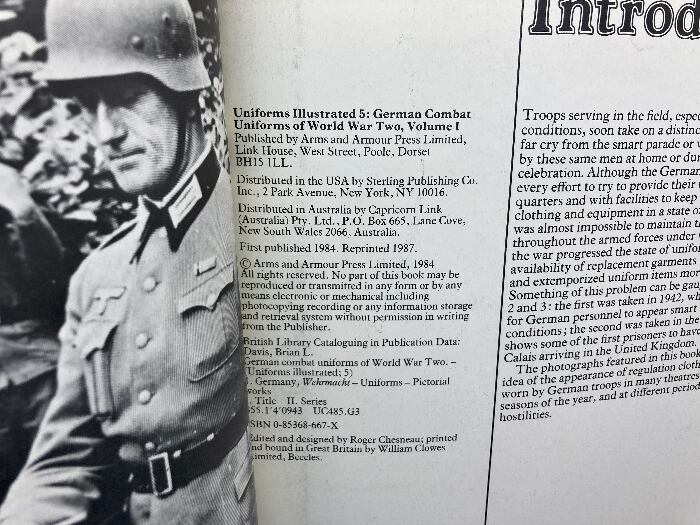 Uniforms Illustrated 5: German Combat
Uniforms of World War Two, Volume I
Published by Arms and Armour Press Limited,
Link House, West Street, Poole, Dorset
BH15 1LL.
Distributed in the USA by Sterling Publishing Co.
Inc., 2 Park Avenue, New York, NY 10016.
Distributed in Australia by Capricorn Link
(Australia) Pty. Ltd., P.O. Box 665, Lane Cove,
New South Wales 2066, Australia.
First published 1984. Reprinted 1987.
© Arms and Armour Press Limited, 1984
All rights reserved. No part of this book may be
reproduced or transmitted in any form or by any
means electronic or mechanical including
photocopying recording or any information storage
and retrieval system without permission in writing
from the Publisher.
British Library Cataloguing in Publication Data:
Davis, Brian L.
German combat uniforms of World War Two. –
(Uniforms illustrated; 5)
1. Germany, Wehrmacht – Uniforms – Pictorial
works
. Title II. Series
355.1'4'0943 UC485.G3
ISBN 0-85368-667-X
Edited and designed by Roger Chesneau; printed
and bound in Great Britain by William Clowes
Limited, Beccles.
Introd
Troops serving in the field, espec
conditions, soon take on a distinc
far cry from the smart parade or
by these same men at home or du
celebration. Although the German
every effort to try to provide their
quarters and with facilities to keep
clothing and equipment in a state o
was almost impossible to maintain
throughout the armed forces under
the war progressed the state of unifo
availability of replacement garments
and extemporized uniform items mo
Something of this problem can be gau
2 and 3: the first was taken in 1942, wh
for German personnel to appear smart
conditions; the second was taken in the
shows some of the first prisoners to have
Calais arriving in the United Kingdom.
The photographs featured in this book
idea of the appearance of regulation cloth
worn by German troops in many theatres
seasons of the year, and at different period
hostilities.